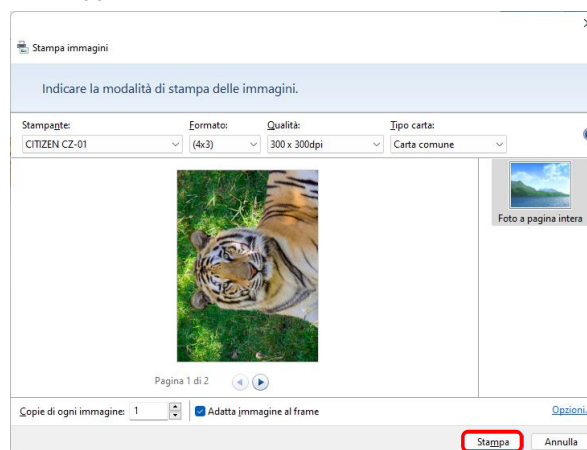 Stampa immagini
Indicare la modalità di stampa delle immagini.
Stampante: Formato: Qualità: Tipo carta:
CITIZEN CZ-01 (4x3) 300 x 300dpi Carta comune
Foto a pagina intera
Pagina 1 di 2
Copie di ogni immagine: 1 Adatta immagine al frame Opzioni.
Stampa Annulla